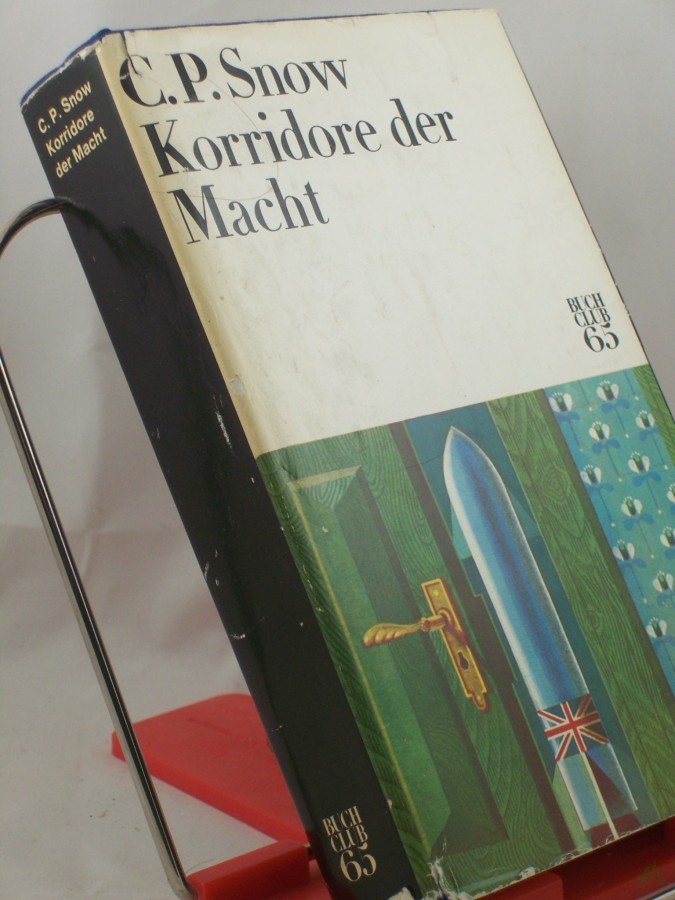 C. P. Snow
Korridore
der Macht
C.P. Snow
Korridore der
Macht
BUCH
CLUB
65
BUCH
CLUB
65